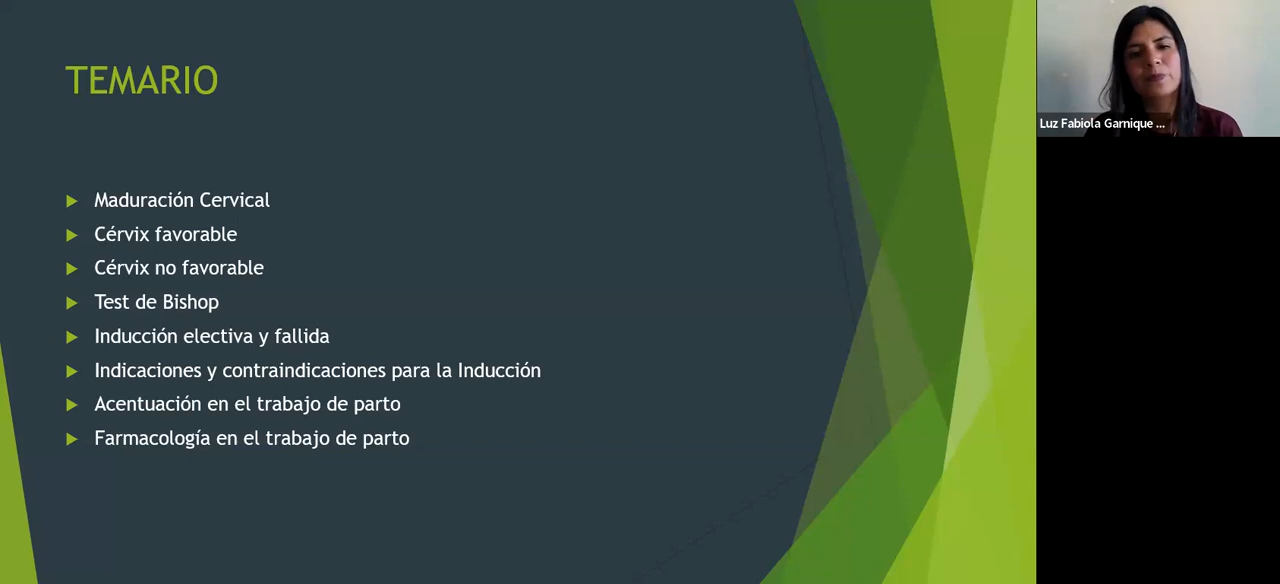 TEMARIO
Maduración Cervical
Cérvix favorable
Cérvix no favorable
Test de Bishop
Inducción electiva y fallida
Indicaciones y contraindicaciones para la Inducción
Acentuación en el trabajo de parto
Farmacología en el trabajo de parto
Luz Fabiola Garnique ...